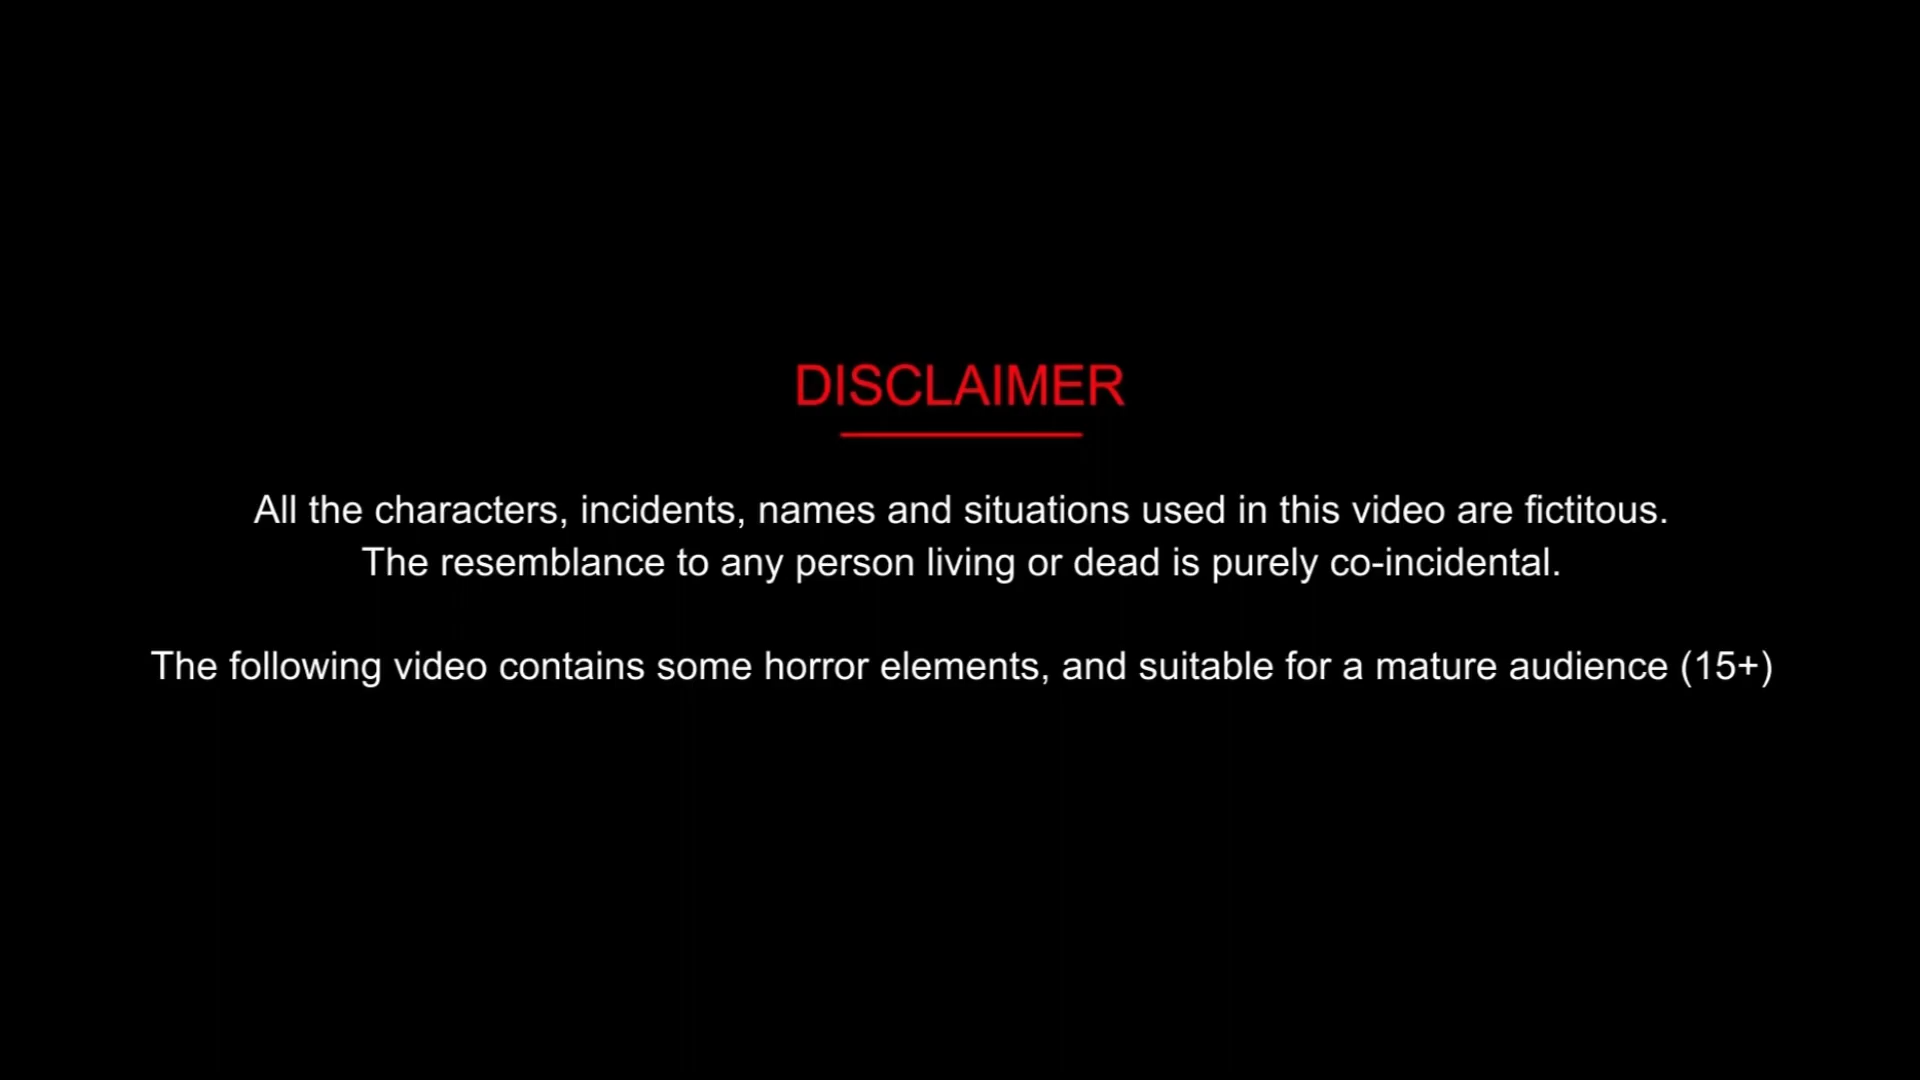 DISCLAIMER
All the characters, incidents, names and situations used in this video are fictitous.
The resemblance to any person living or dead is purely co-incidental.
The following video contains some horror elements, and suitable for a mature audience (15+)